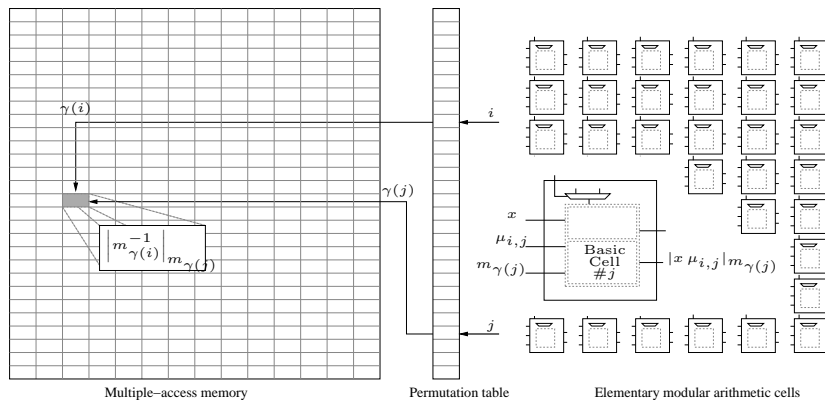 γ(i)
i
γ(j)
|m^{-1}_{γ(i)}|_{m_{γ(j)}}
x
μ_{i,j}
m_{γ(j)}
Basic
Cell
#j
|x μ_{i,j}|_{m_{γ(j)}}
j
Multiple−access memory
Permutation table
Elementary modular arithmetic cells